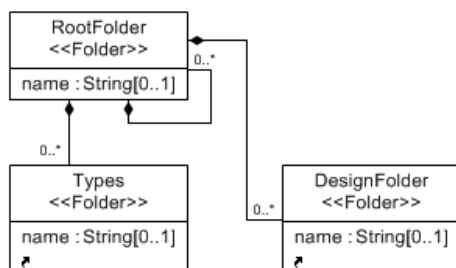 RootFolder
<<Folder>>
name : String[0..1]
0..*
0..*
0..*
Types
<<Folder>>
name : String[0..1]
DesignFolder
<<Folder>>
name : String[0..1]